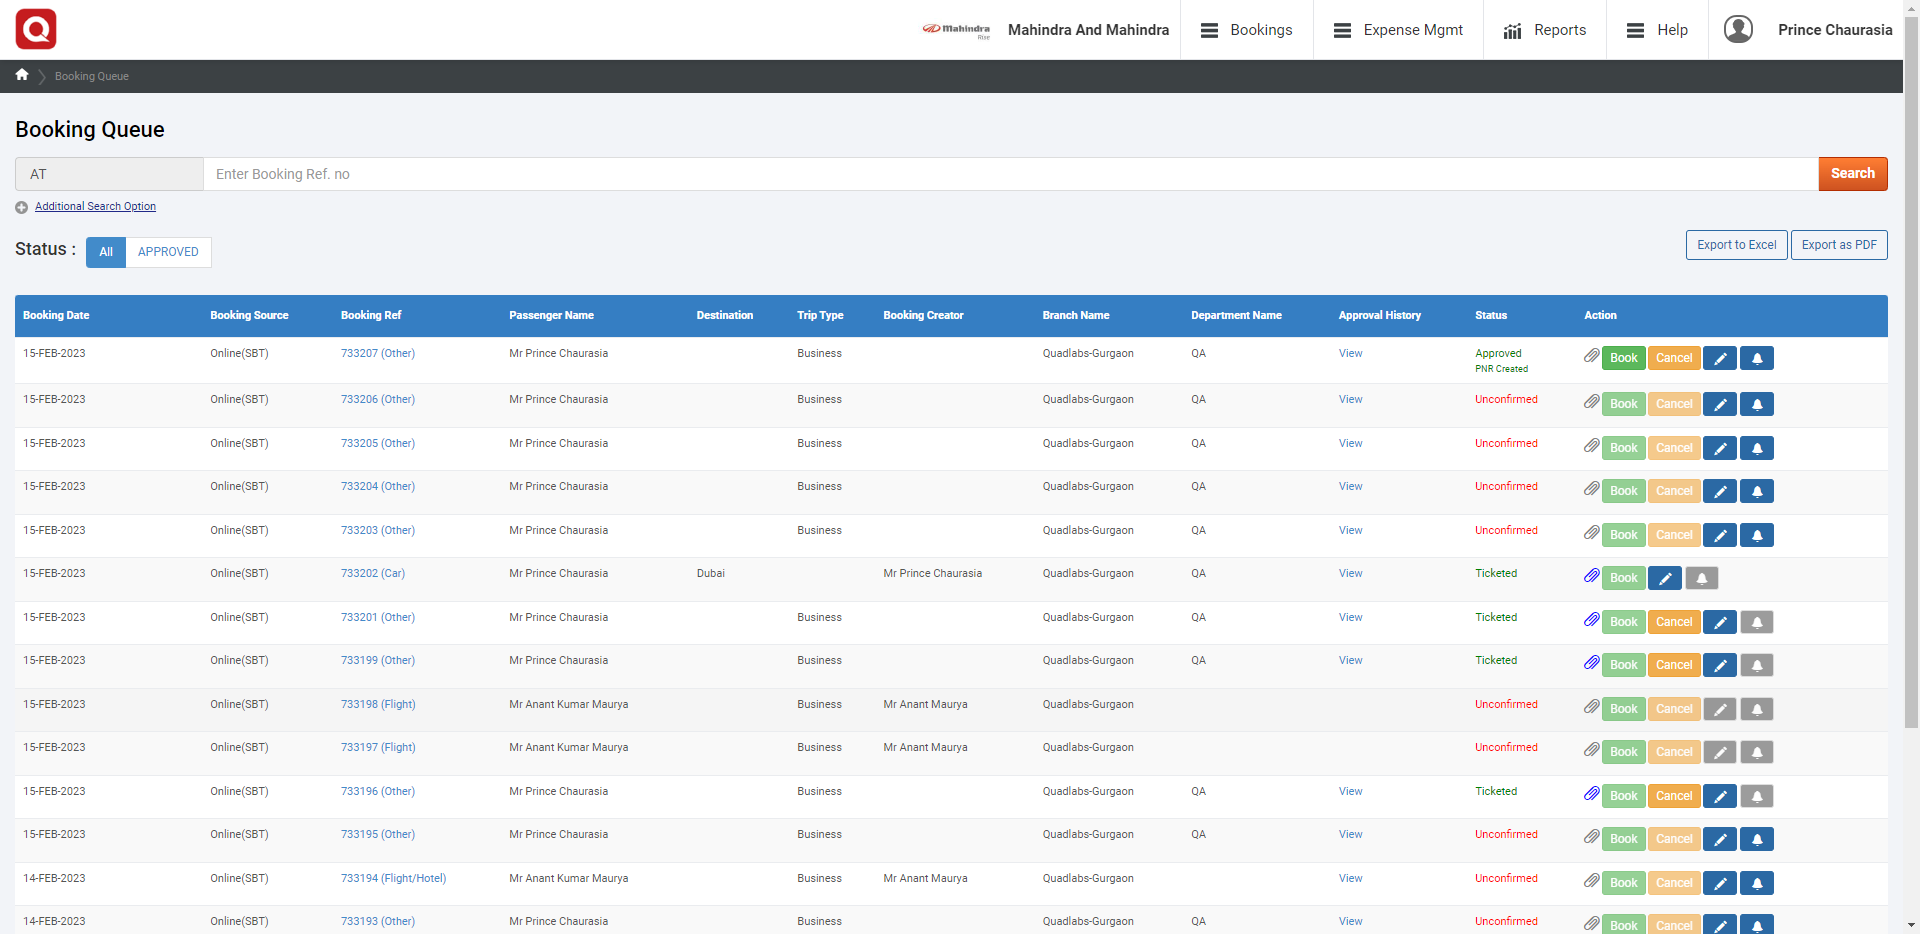 Mahindra Rise Mahindra And Mahindra Bookings Expense Mgmt Reports Help Prince Chaurasia
Booking Queue
Booking Queue
AT Enter Booking Ref. no Search
Additional Search Option
Status : All APPROVED Export to Excel Export as PDF
Booking Date Booking Source Booking Ref Passenger Name Destination Trip Type Booking Creator Branch Name Department Name Approval History Status Action
15-FEB-2023 Online(SBT) 733207 (Other) Mr Prince Chaurasia Business Quadlabs-Gurgaon QA View Approved Book Cancel
PNR Created
15-FEB-2023 Online(SBT) 733206 (Other) Mr Prince Chaurasia Business Quadlabs-Gurgaon QA View Unconfirmed Book Cancel
15-FEB-2023 Online(SBT) 733205 (Other) Mr Prince Chaurasia Business Quadlabs-Gurgaon QA View Unconfirmed Book Cancel
15-FEB-2023 Online(SBT) 733204 (Other) Mr Prince Chaurasia Business Quadlabs-Gurgaon QA View Unconfirmed Book Cancel
15-FEB-2023 Online(SBT) 733203 (Other) Mr Prince Chaurasia Business Quadlabs-Gurgaon QA View Unconfirmed Book Cancel
15-FEB-2023 Online(SBT) 733202 (Car) Mr Prince Chaurasia Dubai Mr Prince Chaurasia Quadlabs-Gurgaon QA View Ticketed Book
15-FEB-2023 Online(SBT) 733201 (Other) Mr Prince Chaurasia Business Quadlabs-Gurgaon QA View Ticketed Book Cancel
15-FEB-2023 Online(SBT) 733199 (Other) Mr Prince Chaurasia Business Quadlabs-Gurgaon QA View Ticketed Book Cancel
15-FEB-2023 Online(SBT) 733198 (Flight) Mr Anant Kumar Maurya Business Mr Anant Maurya Quadlabs-Gurgaon Unconfirmed Book Cancel
15-FEB-2023 Online(SBT) 733197 (Flight) Mr Anant Kumar Maurya Business Mr Anant Maurya Quadlabs-Gurgaon Unconfirmed Book Cancel
15-FEB-2023 Online(SBT) 733196 (Other) Mr Prince Chaurasia Business Quadlabs-Gurgaon QA View Ticketed Book Cancel
15-FEB-2023 Online(SBT) 733195 (Other) Mr Prince Chaurasia Business Quadlabs-Gurgaon QA View Unconfirmed Book Cancel
14-FEB-2023 Online(SBT) 733194 (Flight/Hotel) Mr Anant Kumar Maurya Business Mr Anant Maurya Quadlabs-Gurgaon View Unconfirmed Book Cancel
14-FEB-2023 Online(SBT) 733193 (Other) Mr Prince Chaurasia Business Quadlabs-Gurgaon QA View Unconfirmed Book Cancel